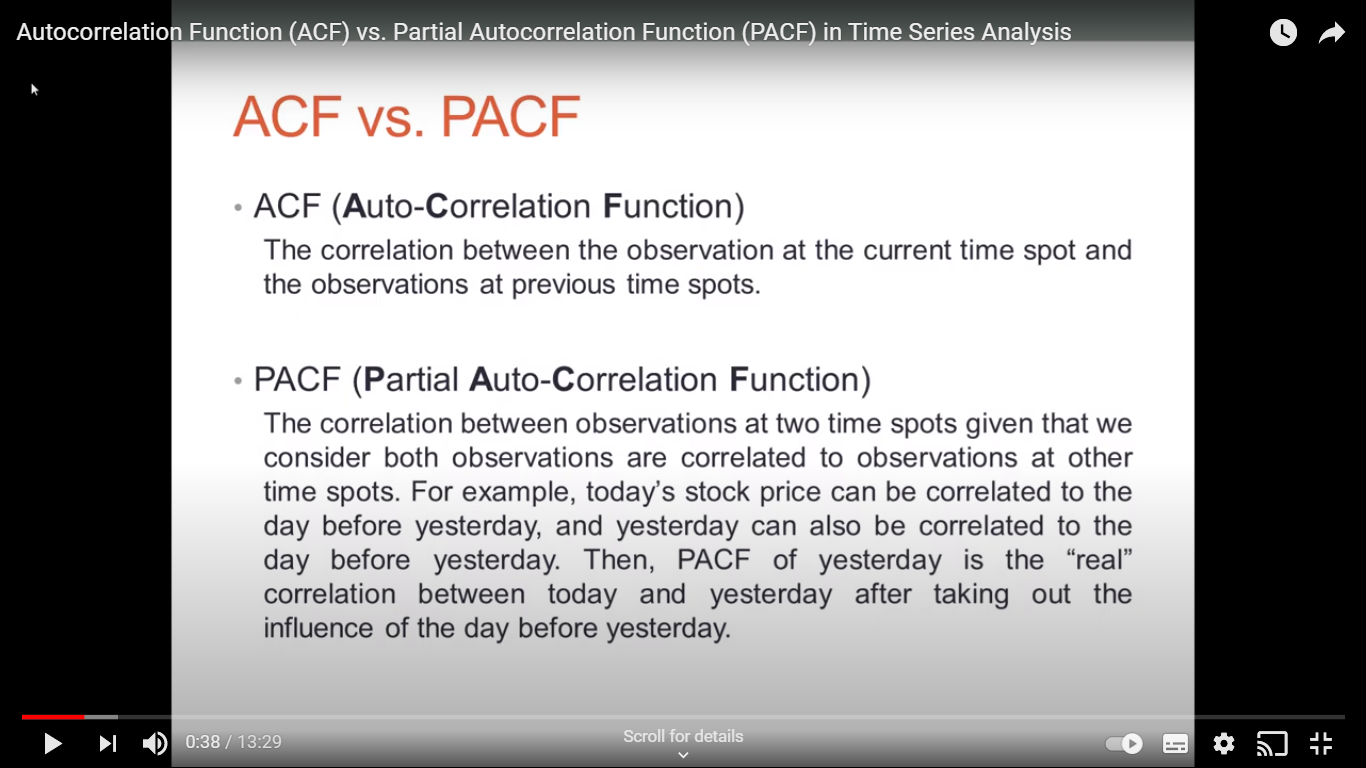 Autocorrelation Function (ACF) vs. Partial Autocorrelation Function (PACF) in Time Series Analysis
ACF vs. PACF
• ACF (Auto-Correlation Function)
The correlation between the observation at the current time spot and
the observations at previous time spots.
• PACF (Partial Auto-Correlation Function)
The correlation between observations at two time spots given that we
consider both observations are correlated to observations at other
time spots. For example, today’s stock price can be correlated to the
day before yesterday, and yesterday can also be correlated to the
day before yesterday. Then, PACF of yesterday is the “real”
correlation between today and yesterday after taking out the
influence of the day before yesterday.
0:38 / 13:29
Scroll for details